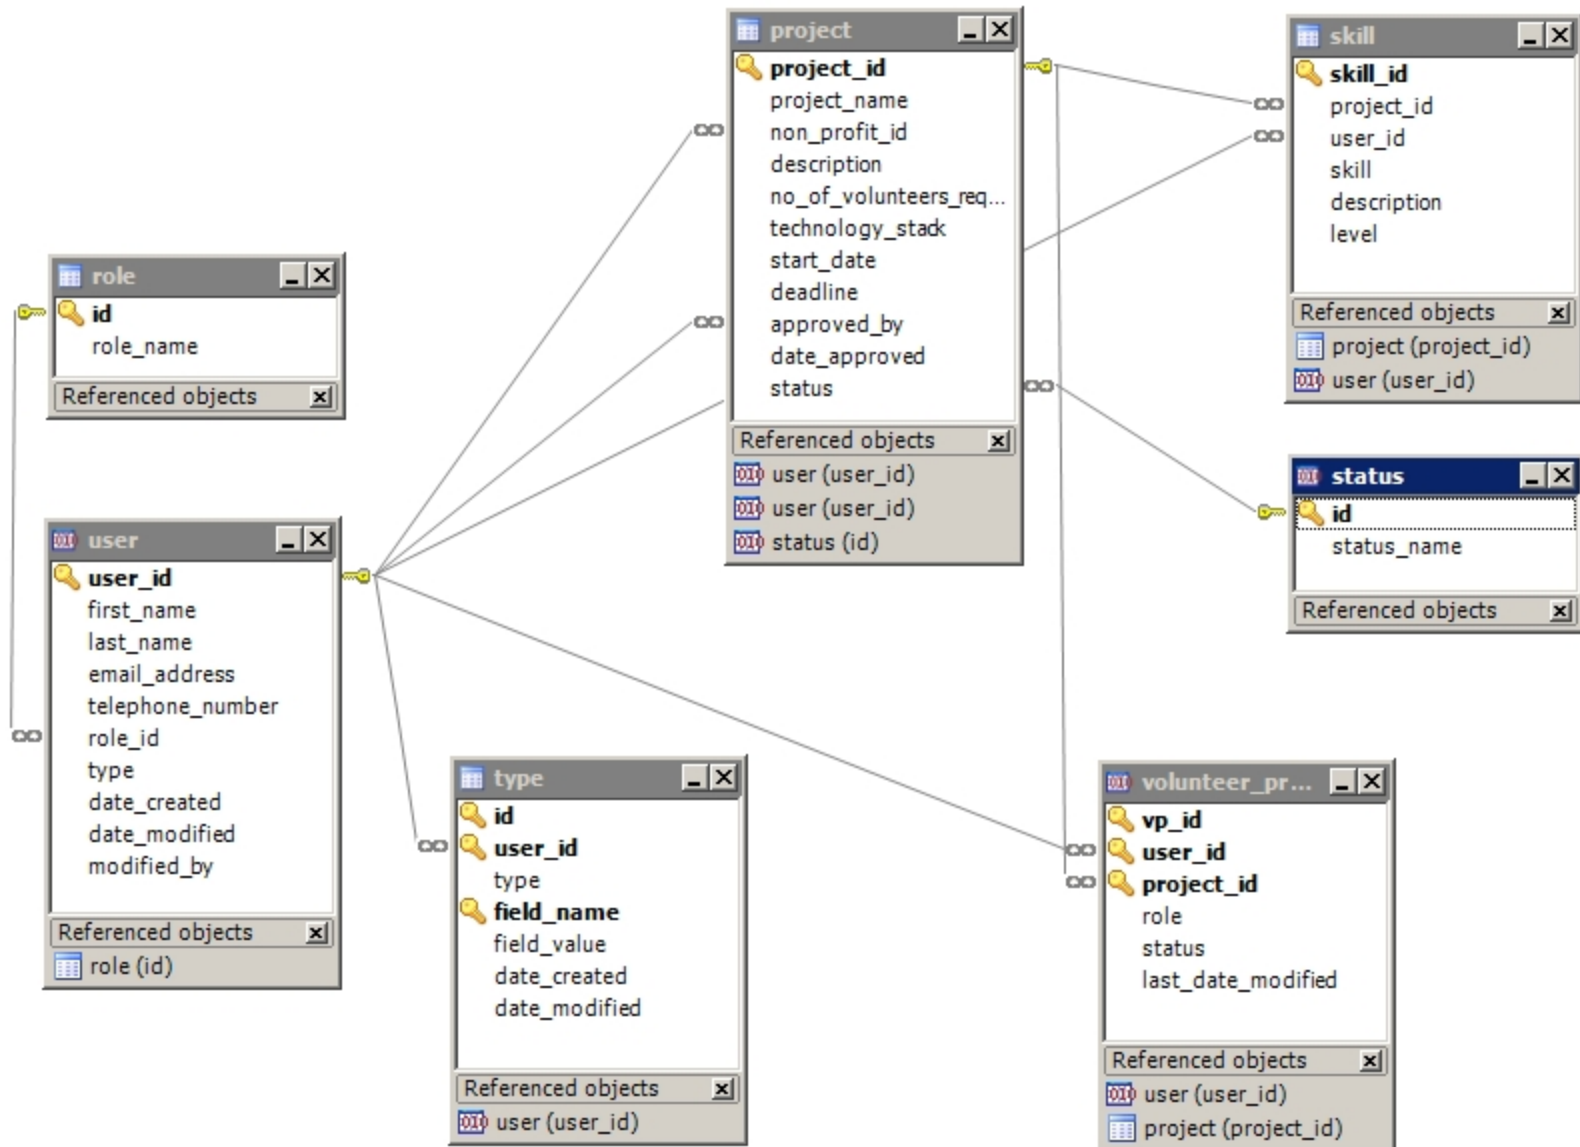 project
project_id
project_name
non_profit_id
description
no_of_volunteers_req...
technology_stack
start_date
deadline
approved_by
date_approved
status
Referenced objects
user (user_id)
user (user_id)
status (id)
skill
skill_id
project_id
user_id
skill
description
level
Referenced objects
project (project_id)
user (user_id)
role
id
role_name
Referenced objects
status
id
status_name
Referenced objects
user
user_id
first_name
last_name
email_address
telephone_number
role_id
type
date_created
date_modified
modified_by
Referenced objects
role (id)
type
id
user_id
type
field_name
field_value
date_created
date_modified
Referenced objects
user (user_id)
volunteer_pr...
vp_id
user_id
project_id
role
status
last_date_modified
Referenced objects
user (user_id)
project (project_id)